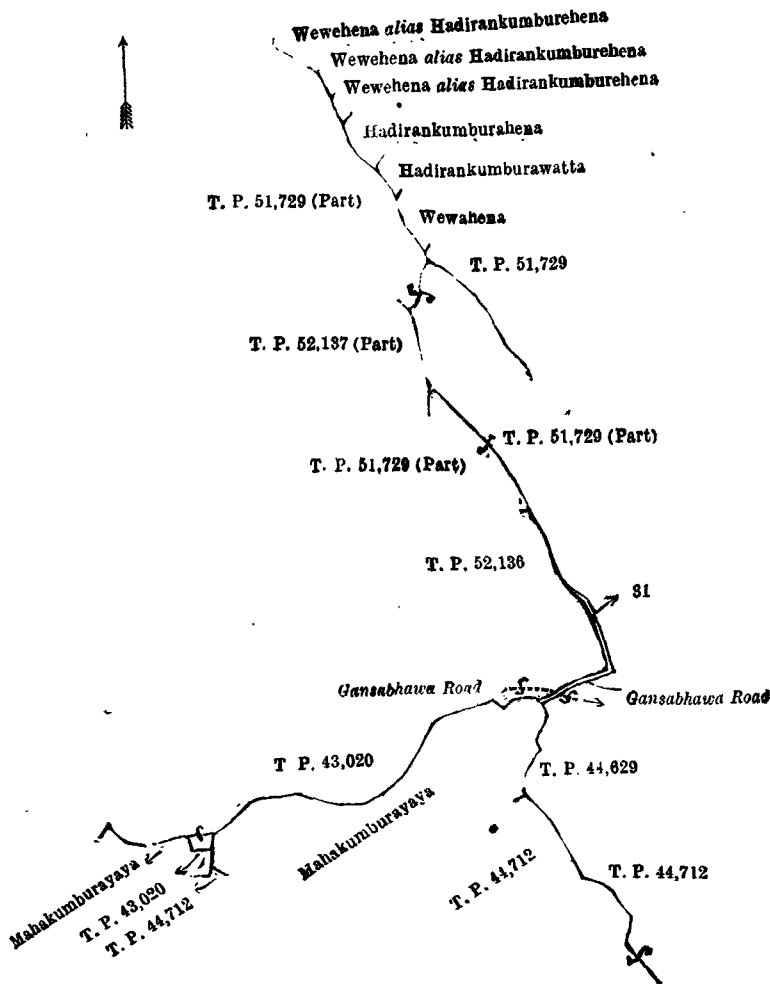 Wewehena alias Hadirankumburehena
Wewehena alias Hadirankumburehena
Wewehena alias Hadirankumburehena
Hadirankumburahena
Hadirankumburawatta
T. P. 51,729 (Part)
Wewahena
T. P. 51,729
T. P. 52,137 (Part)
T. P. 51,729 (Part)
T. P. 51,729 (Part)
T. P. 52,136
31
Gansabhawa Road
Gansabhawa Road
T P. 43,020
T. P. 44,629
Mahakumburayaya
T. P. 44,712
T. P. 44,712
Mahakumburayaya
T. P. 43,020
T. P. 44,712